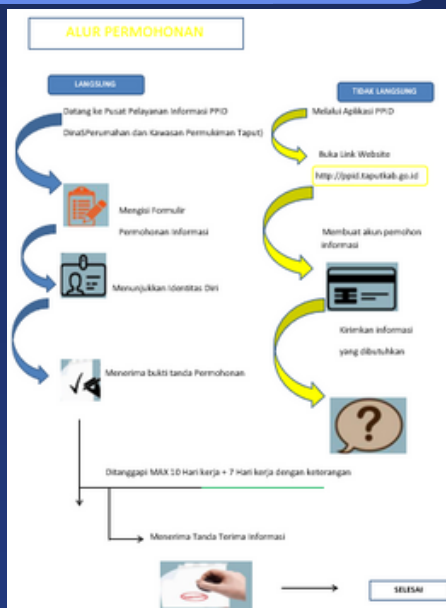 ALUR PERMOHONAN
LANGSUNG
Datang ke Pusat Pelayanan Informasi PPID
Dinas(Perumahan dan Kawasan Permukiman Taput)
Mengisi Formulir
Permohonan Informasi
Menunjukkan Identitas Diri
Menerima bukti tanda Permohonan
TIDAK LANGSUNG
Melalui Aplikasi PPID
Buka Link Website
http://ppid.taputkab.go.id
Membuat akun pemohon
informasi
Kirimkan informasi
yang dibutuhkan
?
Ditanggapi MAX 10 Hari kerja + 7 Hari kerja dengan keterangan
Menerima Tanda Terima Informasi
SELESAI